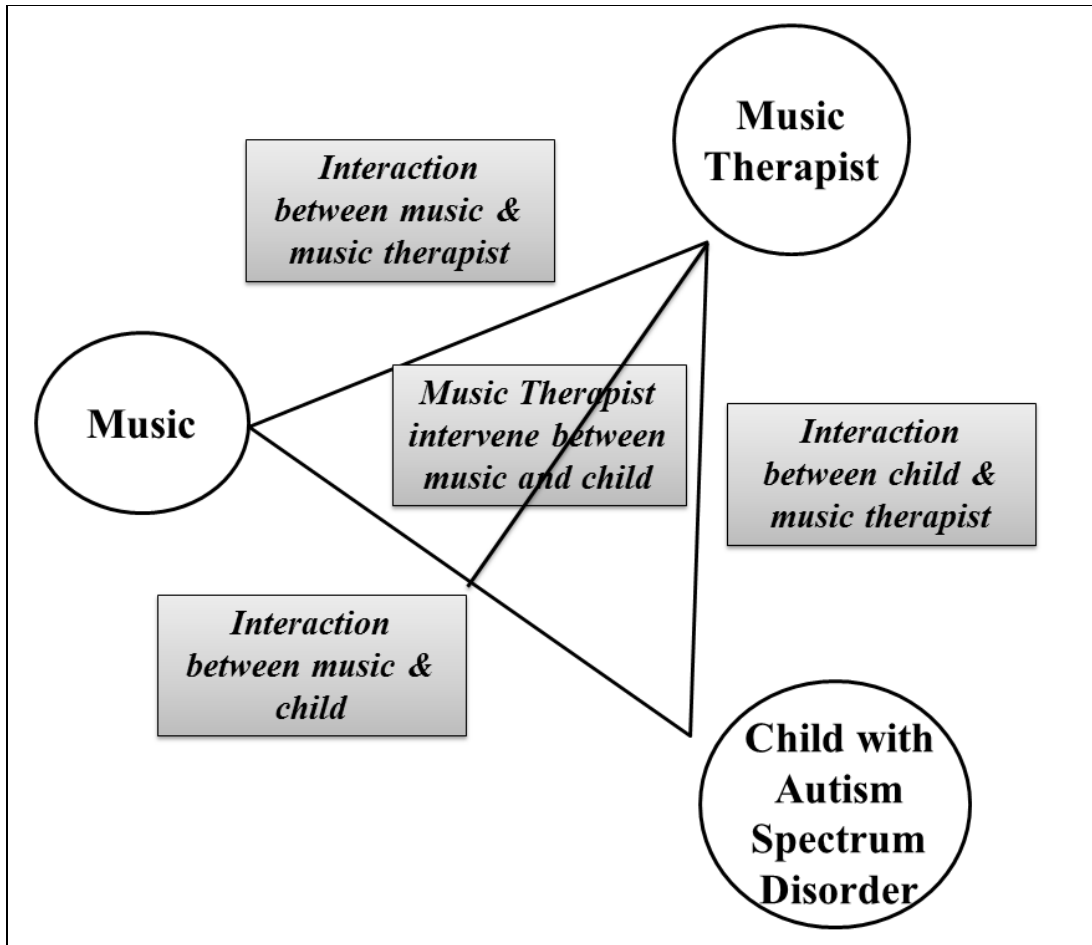 Music
Therapist
Interaction
between music &
music therapist
Music
Music Therapist
intervene between
music and child
Interaction
between child &
music therapist
Interaction
between music &
child
Child with
Autism
Spectrum
Disorder